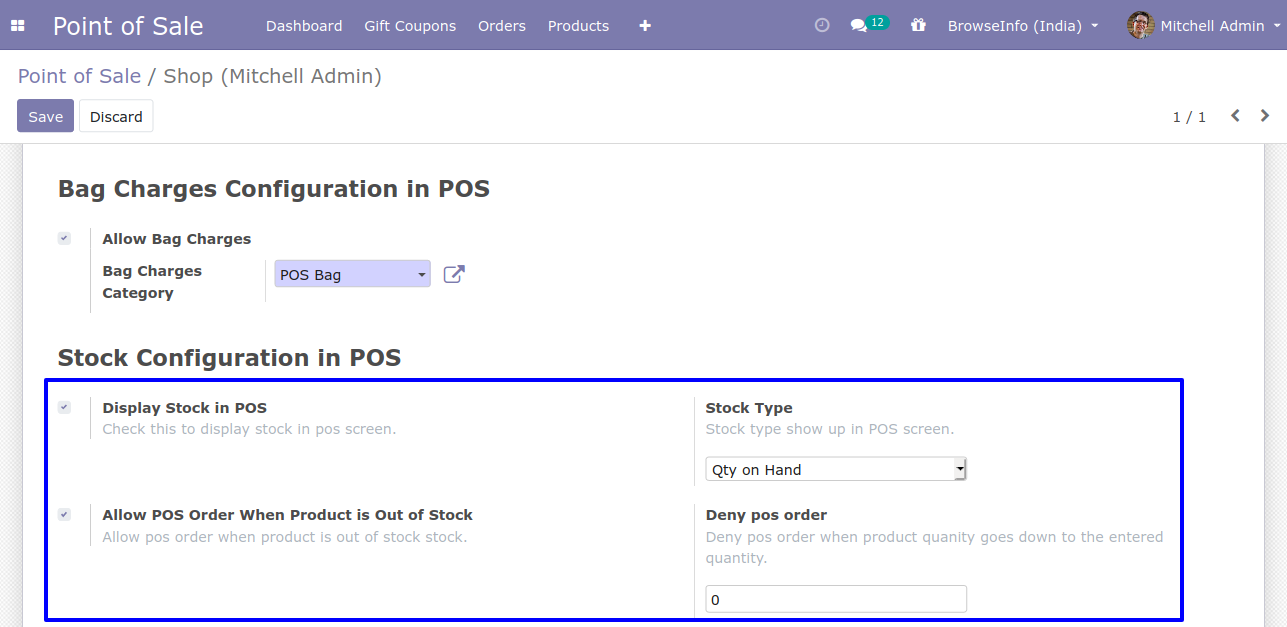 Point of Sale Dashboard Gift Coupons Orders Products + 12 BrowseInfo (India) Mitchell Admin
Point of Sale / Shop (Mitchell Admin)
Save Discard 1 / 1
Bag Charges Configuration in POS
Allow Bag Charges
Bag Charges
Category
POS Bag
Stock Configuration in POS
Display Stock in POS
Check this to display stock in pos screen.
Stock Type
Stock type show up in POS screen.
Qty on Hand
Allow POS Order When Product is Out of Stock
Allow pos order when product is out of stock stock.
Deny pos order
Deny pos order when product quanity goes down to the entered
quantity.
0